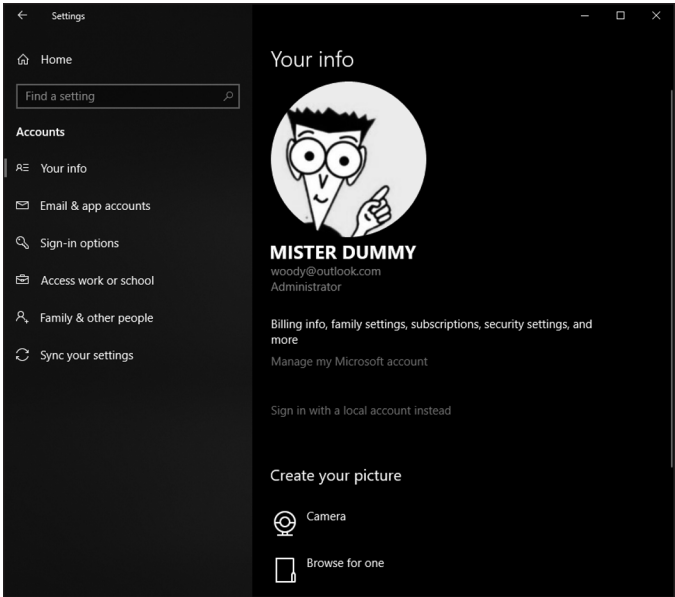 Settings
Home
Find a setting
Accounts
Your info
Email & app accounts
Sign-in options
Access work or school
Family & other people
Sync your settings
Your info
MISTER DUMMY
woody@outlook.com
Administrator
Billing info, family settings, subscriptions, security settings, and
more
Manage my Microsoft account
Sign in with a local account instead
Create your picture
Camera
Browse for one